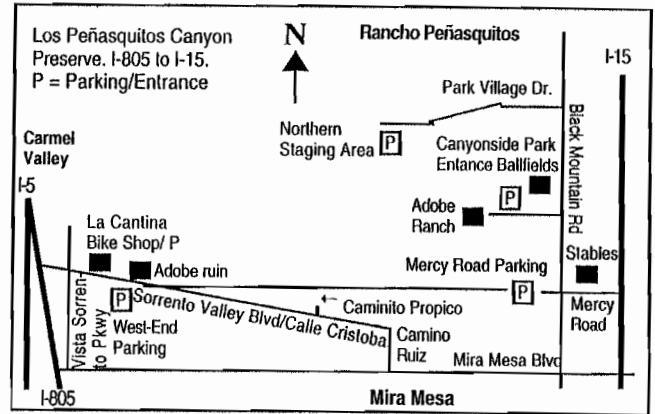 Los Peñasquitos Canyon
Preserve. I-805 to I-15.
P = Parking/Entrance
N
Rancho Peñasquitos
I-15
Park Village Dr.
Black Mountain Rd
Northern
Staging Area P
Canyonside Park
Entance Ballfields
P
Carmel
Valley
I-5
Adobe
Ranch
La Cantina
Bike Shop/ P
Adobe ruin
Stables
Mercy Road Parking
P
Mercy
Road
Vista Sorren-
to Pkwy
P
West-End
Parking
Sorrento Valley Blvd/Calle Cristoba
Caminito Propico
Camino
Ruiz
Mira Mesa Blvd
I-805
Mira Mesa